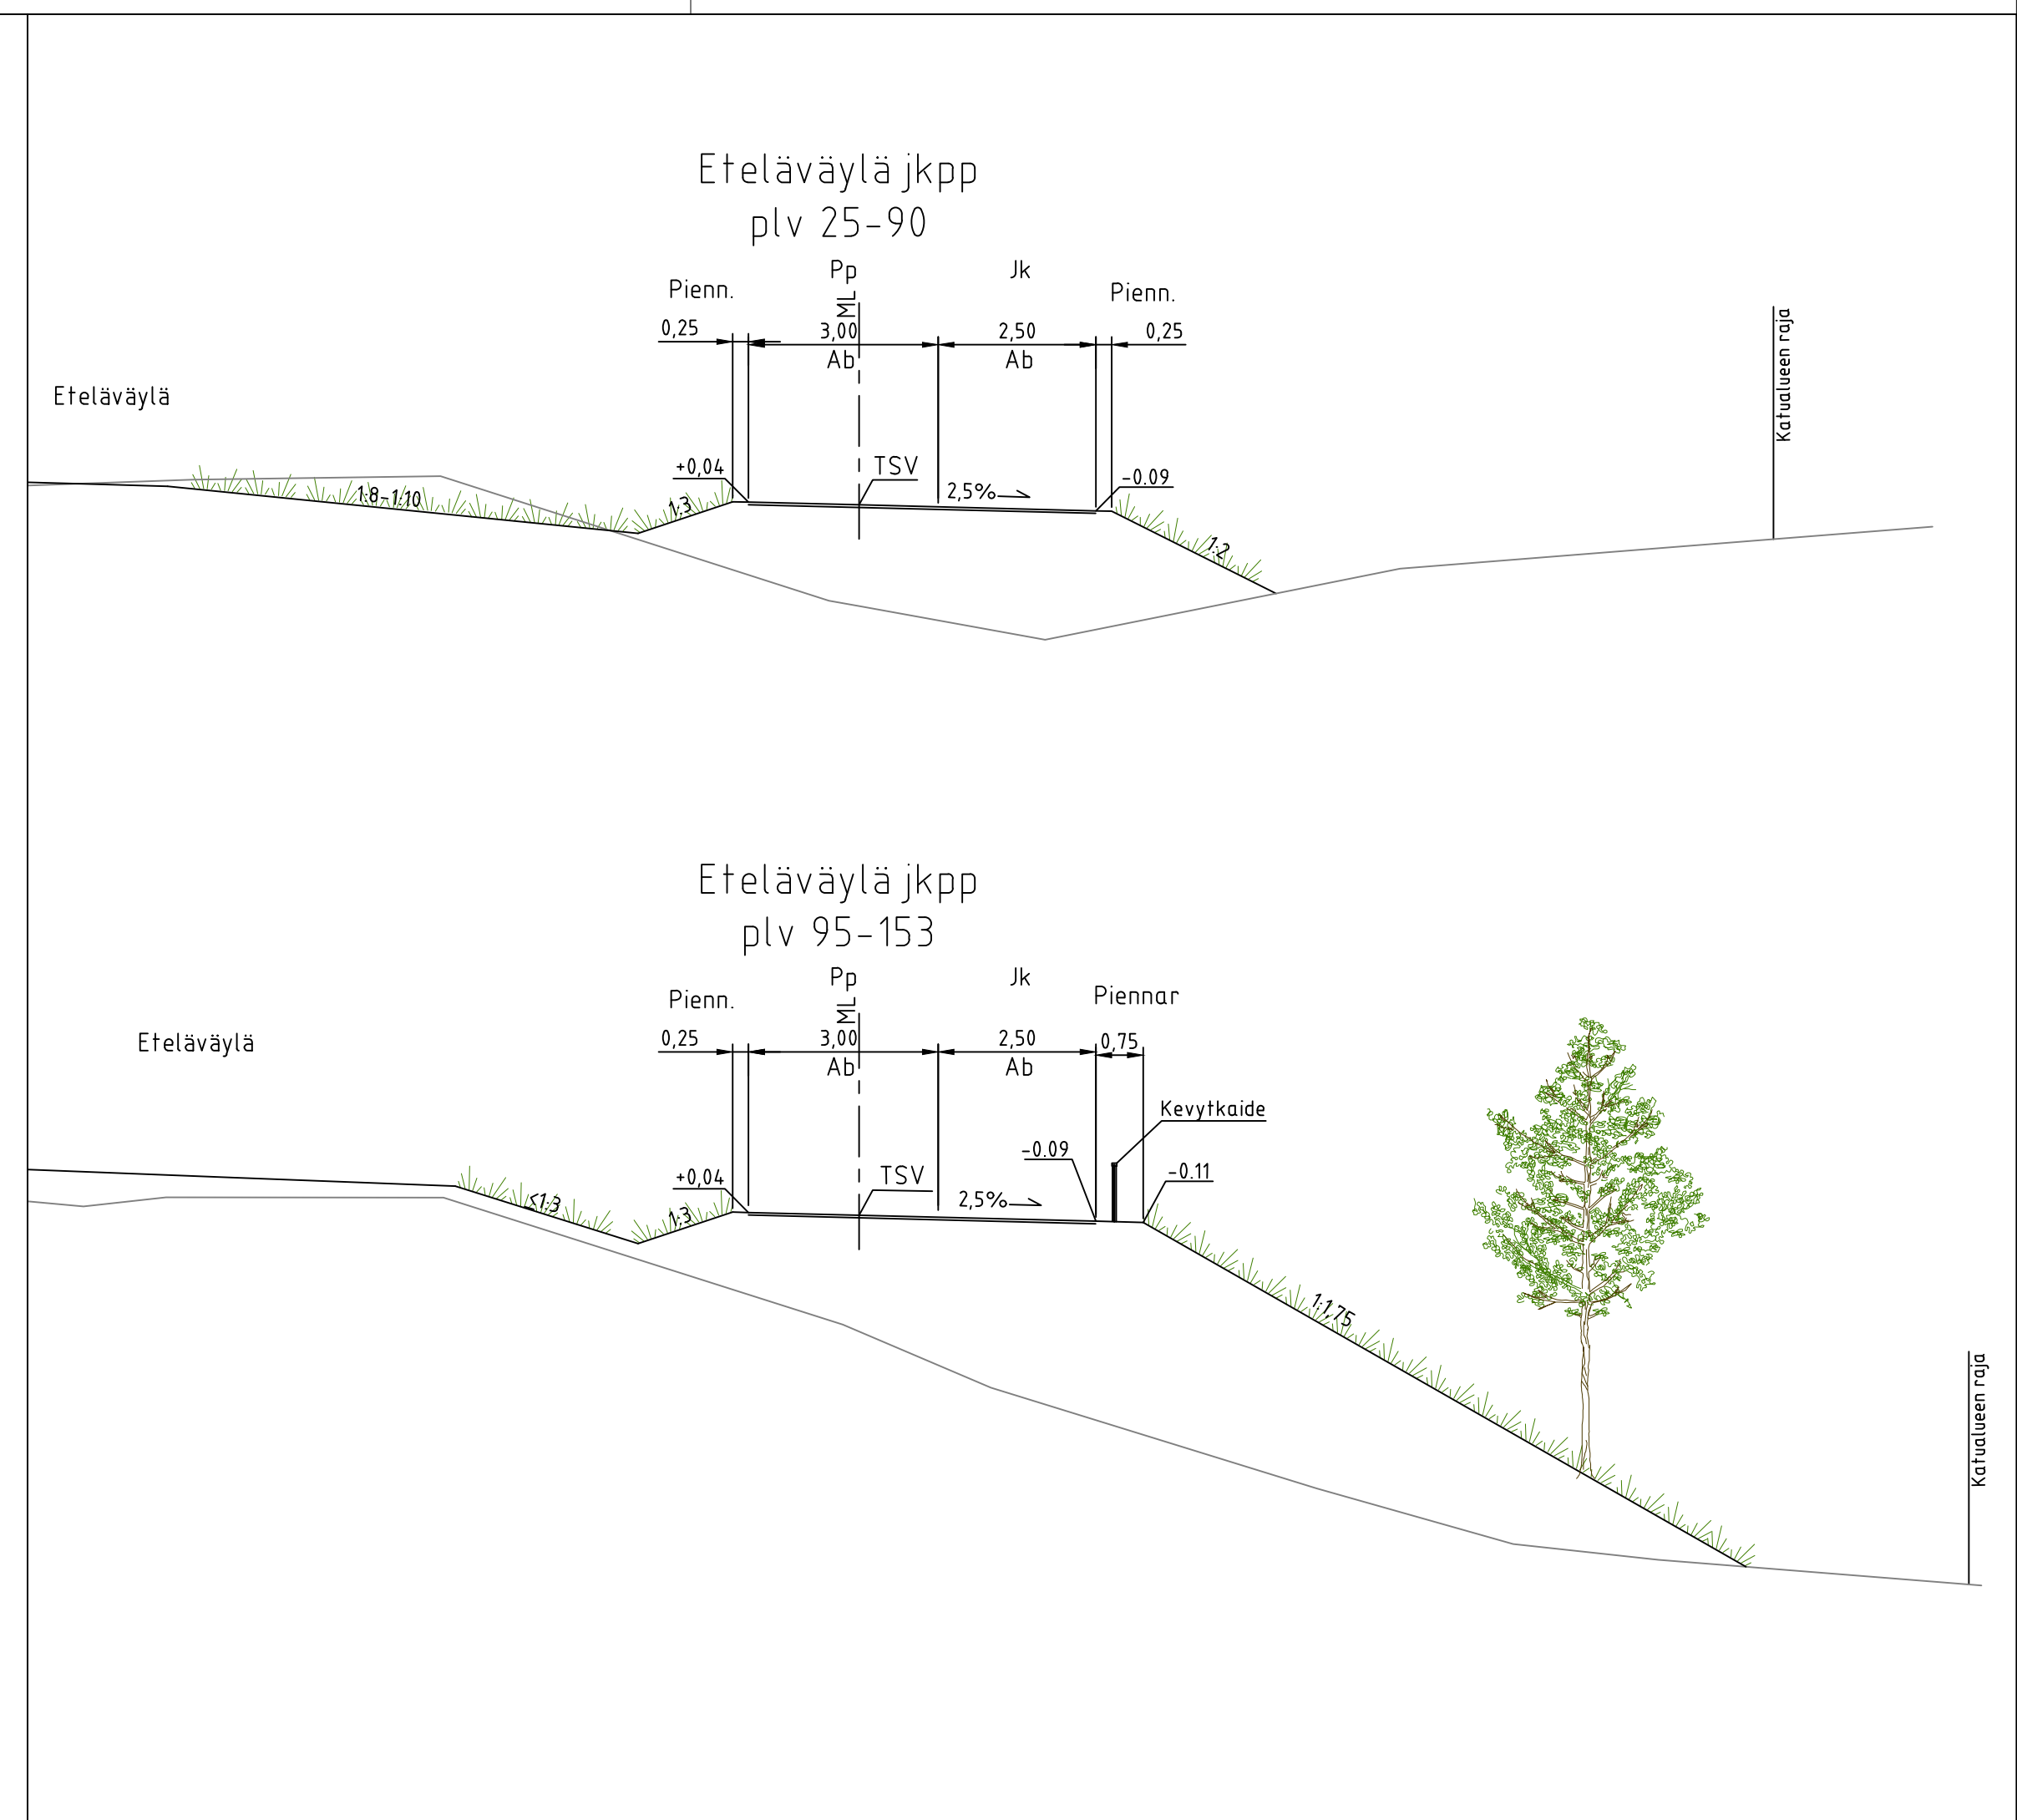 Eteläväylä jkpp
plv 25-90
Pp
Jk
Pienn.
Pienn.
ML
0,25
3,00
2,50
0,25
Ab
Ab
Katualueen raja
Eteläväylä
+0,04
TSV
-0.09
2,5%
1:8-1:10
1:3
1:2
Eteläväylä jkpp
plv 95-153
Pp
Jk
Pienn.
Piennar
ML
Eteläväylä
0,25
3,00
2,50
0,75
Ab
Ab
Kevytkaide
-0.09
+0,04
TSV
-0.11
2,5%
≤1:3
1:3
1:1,75
Katualueen raja